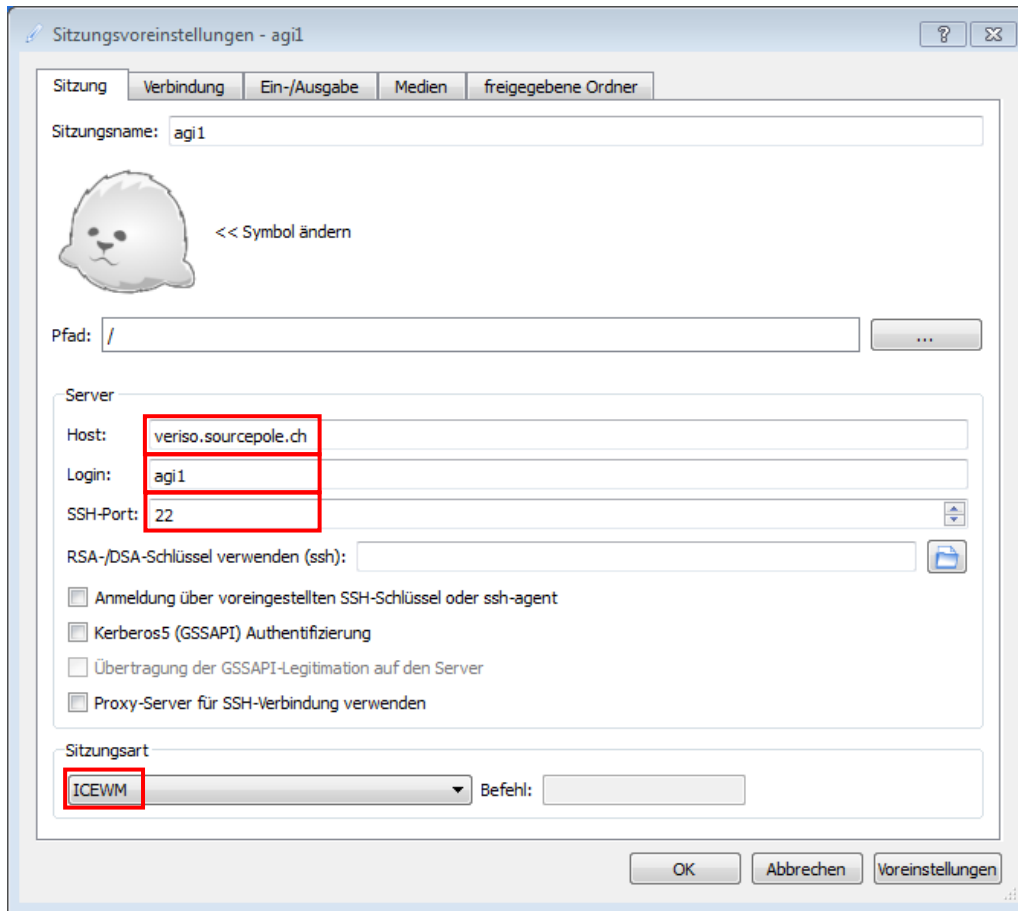 Sitzungsvoreinstellungen - agi1
Sitzung Verbindung Ein-/Ausgabe Medien freigegebene Ordner
Sitzungsname: agi1
<< Symbol ändern
Pfad: / ...
Server
Host: veriso.sourcepole.ch
Login: agi1
SSH-Port: 22
RSA-/DSA-Schlüssel verwenden (ssh):
Anmeldung über voreingestellten SSH-Schlüssel oder ssh-agent
Kerberos5 (GSSAPI) Authentifizierung
Übertragung der GSSAPI-Legitimation auf den Server
Proxy-Server für SSH-Verbindung verwenden
Sitzungsart
ICEWM Befehl:
OK Abbrechen Voreinstellungen